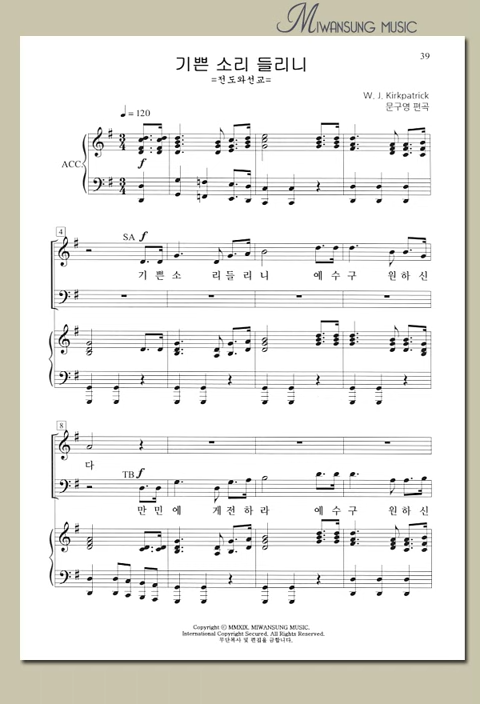 MIWANSUNG MUSIC
39
기쁜 소리 들리니
=전도와선교=
W. J. Kirkpatrick
문구명 편곡
♩ = 120
ACC.
f
4
SA f
기 쁜 소 리 들 리 니 예 수 구 원 하 신
8
다
TB f
만 민 에 게 전 하 라 예 수 구 원 하 신
Copyright ⓒ MMXIX. MIWANSUNG MUSIC.
International Copyright Secured. All Rights Reserved.
무단복사 및 편집을 금합니다.